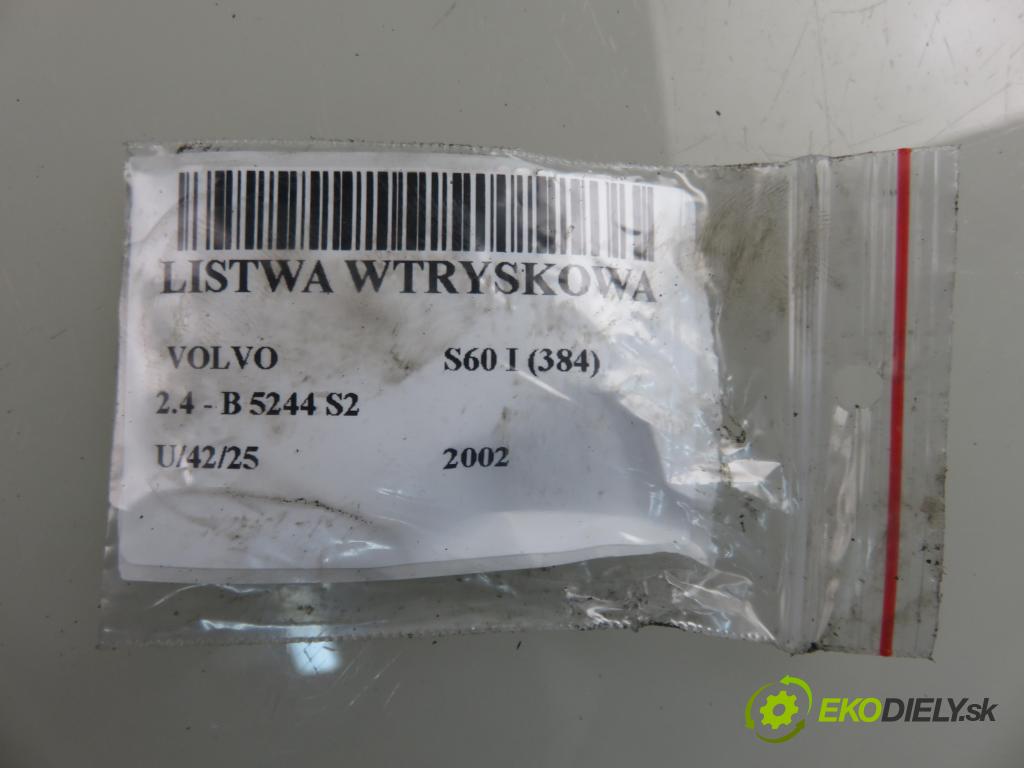 LISTWA WTRYSKOWA
VOLVO S60 I (384)
2.4 - B 5244 S2
U/42/25 2002
EKODIELY.sk